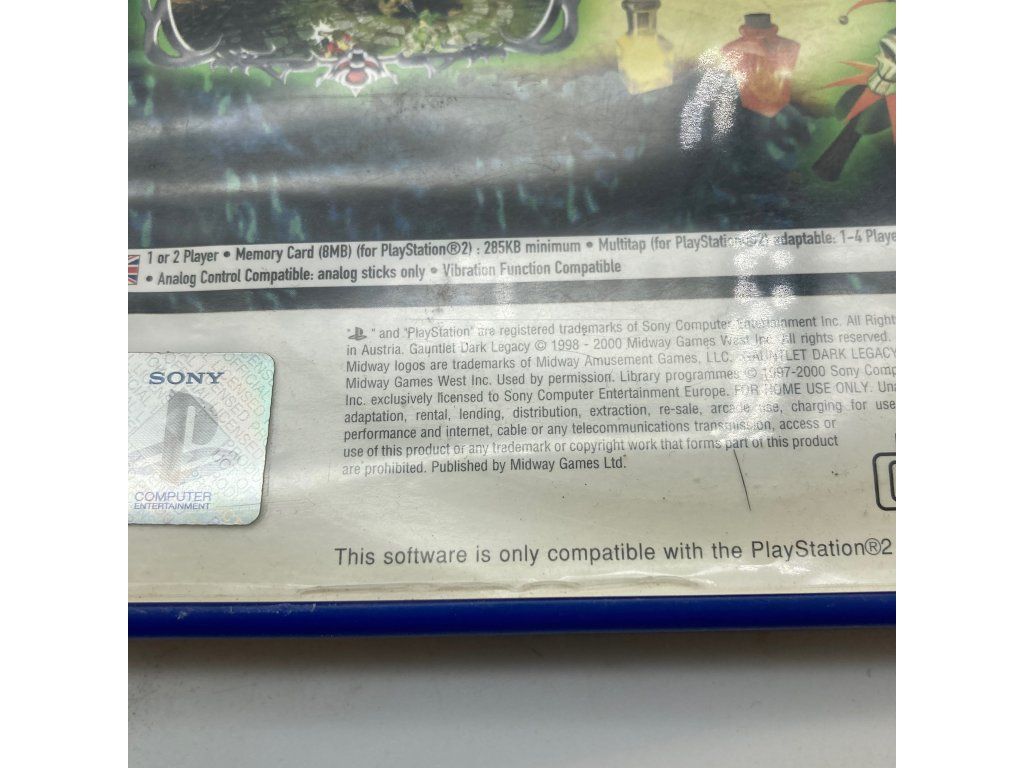 1 or 2 Player • Memory Card (8MB) (for PlayStation®2) : 285KB minimum • Multitap (for PlayStation®2) adaptable: 1-4 Playe
• Analog Control Compatible: analog sticks only • Vibration Function Compatible
" " and "PlayStation" are registered trademarks of Sony Computer Entertainment Inc. All Right
in Austria. Gauntlet Dark Legacy © 1998 - 2000 Midway Games West Inc. All rights reserved.
Midway logos are trademarks of Midway Amusement Games, LLC. GAUNTLET DARK LEGACY
Midway Games West Inc. Used by permission. Library programmes © 1997-2000 Sony Comp
Inc. exclusively licensed to Sony Computer Entertainment Europe. FOR HOME USE ONLY. Una
adaptation, rental, lending, distribution, extraction, re-sale, arcade use, charging for use
performance and internet, cable or any telecommunications transmission, access or
use of this product or any trademark or copyright work that forms part of this product
are prohibited. Published by Midway Games Ltd.
SONY
COMPUTER
ENTERTAINMENT
This software is only compatible with the PlayStation®2